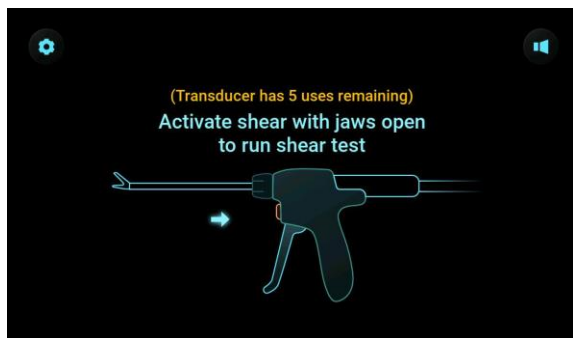 (Transducer has 5 uses remaining)
Activate shear with jaws open
to run shear test